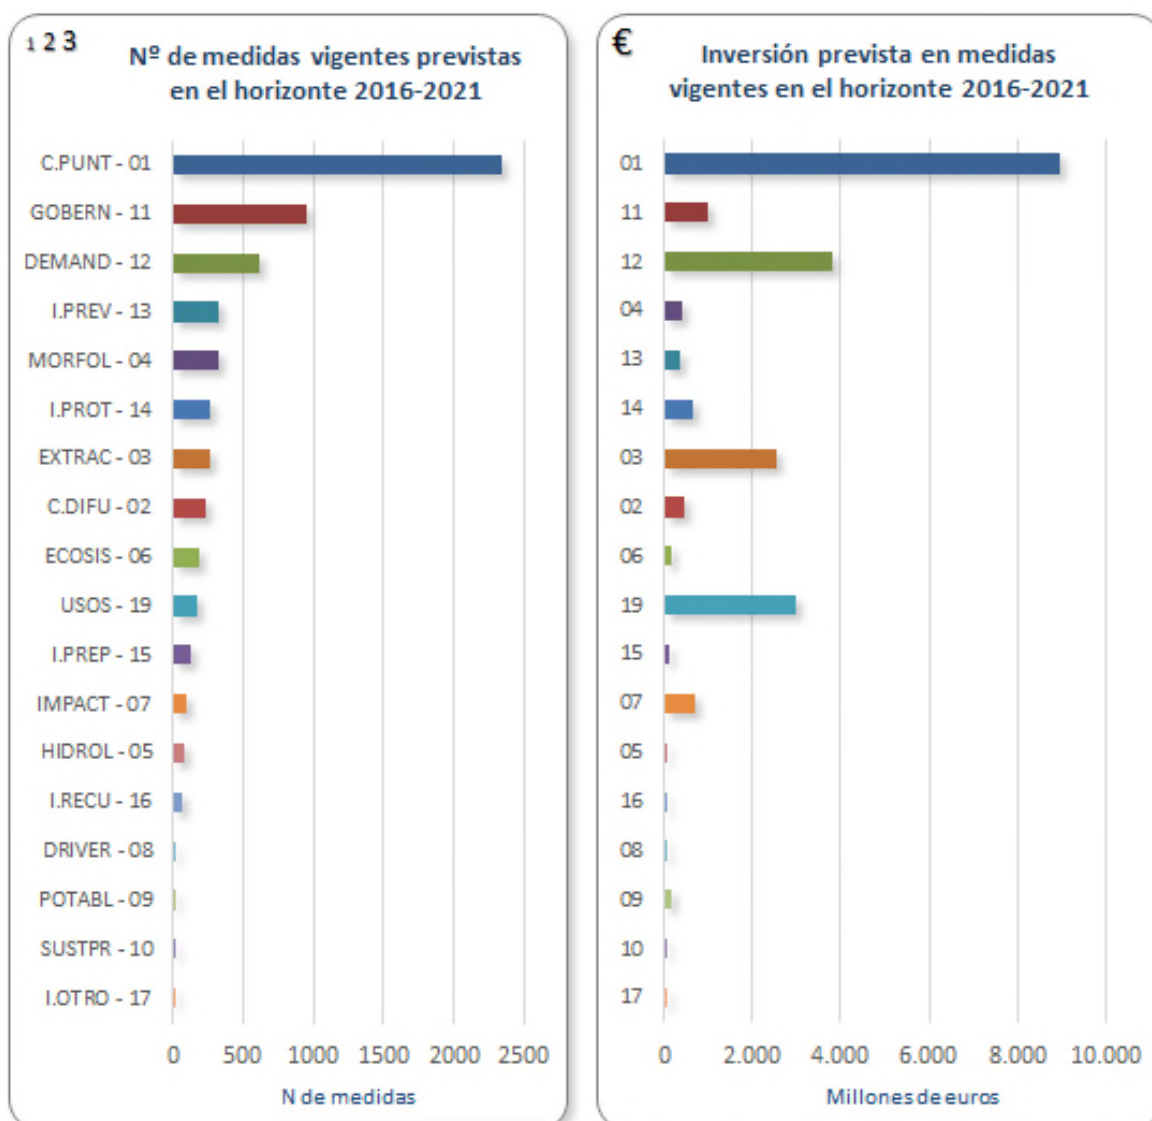 1 2 3
Nº de medidas vigentes previstas
en el horizonte 2016-2021
C.PUNT - 01
GOBERN - 11
DEMAND - 12
I.PREV - 13
MORFOL - 04
I.PROT - 14
EXTRAC - 03
C.DIFU - 02
ECOSIS - 06
USOS - 19
I.PREP - 15
IMPACT - 07
HIDROL - 05
I.RECU - 16
DRIVER - 08
POTABL - 09
SUSTPR - 10
I.OTRO - 17
0 500 1000 1500 2000 2500
N de medidas
€
Inversión prevista en medidas
vigentes en el horizonte 2016-2021
01
11
12
04
13
14
03
02
06
19
15
07
05
16
08
09
10
17
0 2.000 4.000 6.000 8.000 10.000
Millones de euros